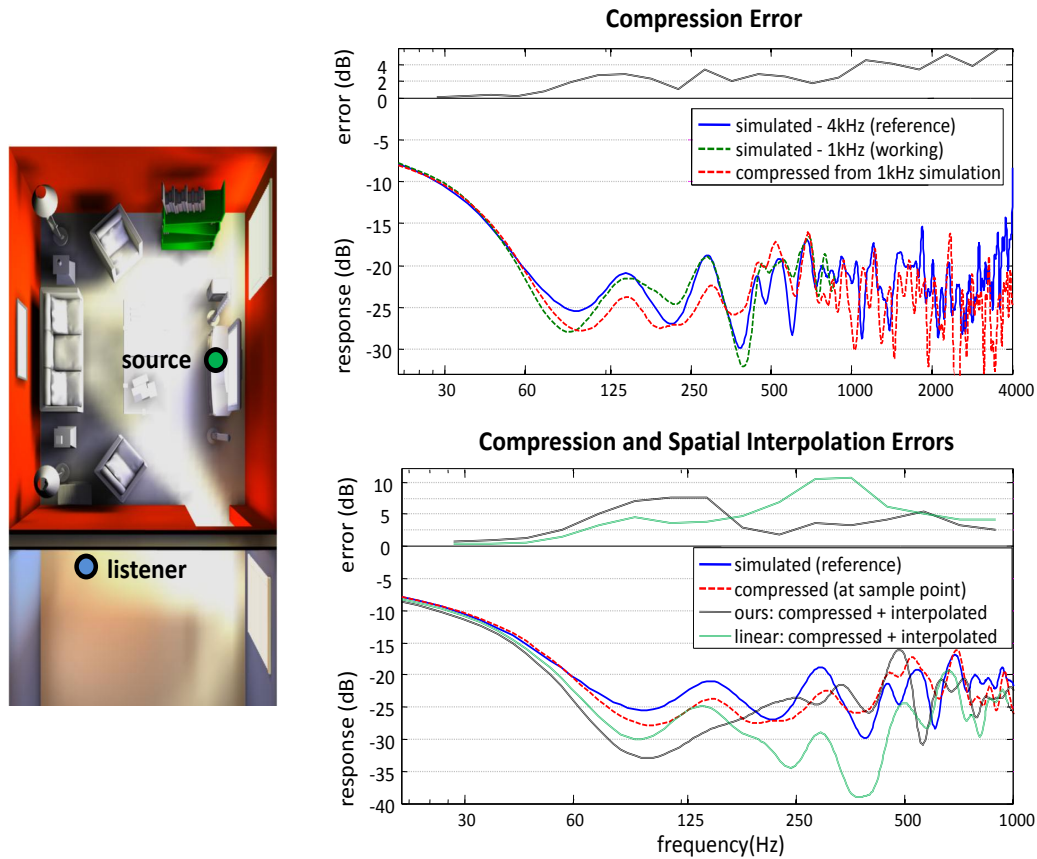 Compression Error
error (dB)
4
2
0
response (dB)
-5
-10
-15
-20
-25
-30
simulated - 4kHz (reference)
simulated - 1kHz (working)
compressed from 1kHz simulation
30
60
125
250
500
1000
2000
4000
source
listener
Compression and Spatial Interpolation Errors
error (dB)
10
5
0
response (dB)
-5
-10
-15
-20
-25
-30
-35
-40
simulated (reference)
compressed (at sample point)
ours: compressed + interpolated
linear: compressed + interpolated
30
60
125
250
500
1000
frequency(Hz)